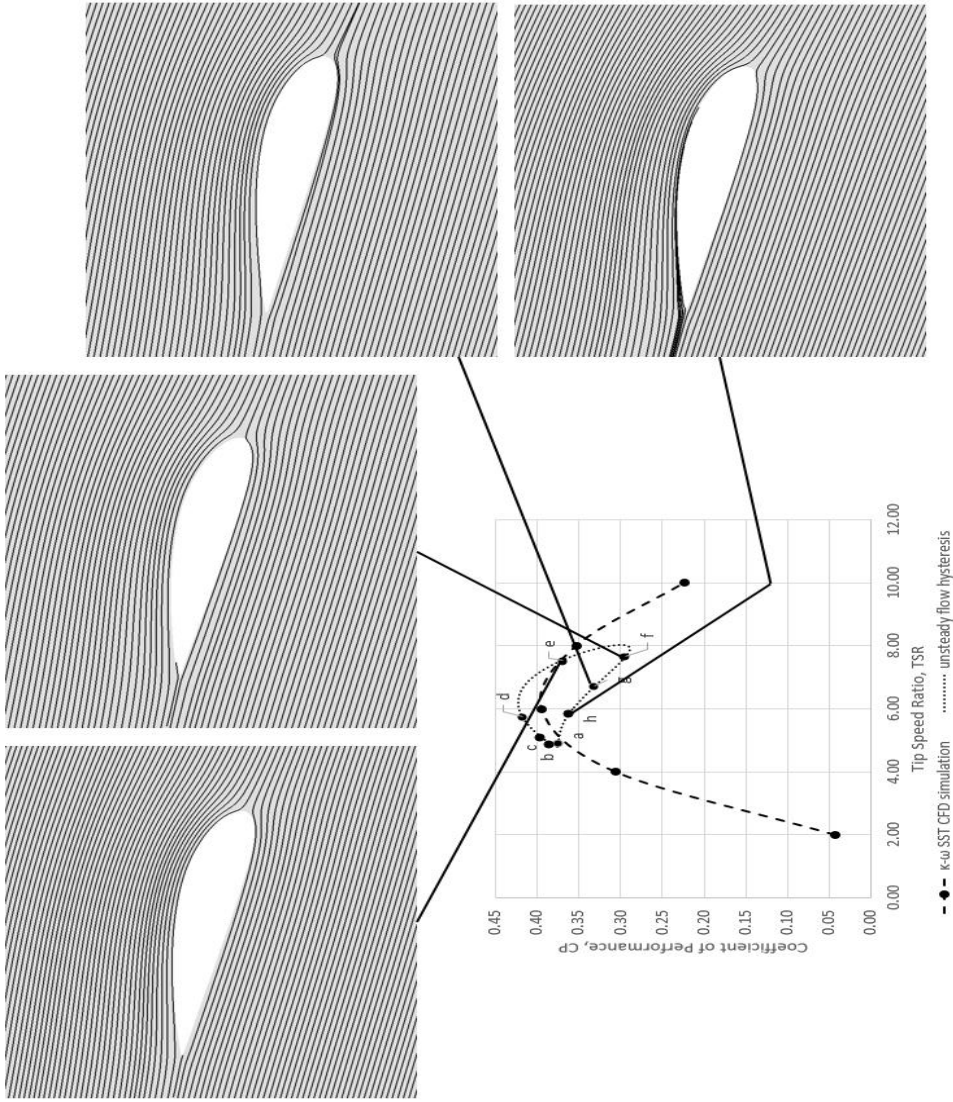 0.45
0.40
0.35
0.30
0.25
0.20
0.15
0.10
0.05
0.00
Coefficient of Performance, CP
0.00
2.00
4.00
6.00
8.00
10.00
12.00
Tip Speed Ratio, TSR
a
b
c
d
e
f
g
h
κ-ω SST CFD simulation
unsteady flow hysteresis